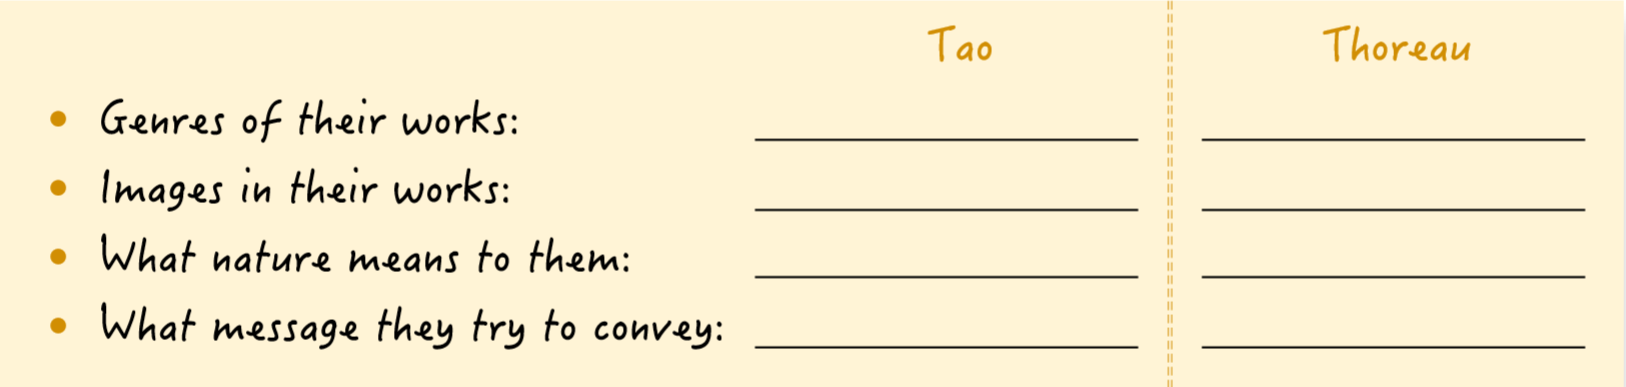 Tao Thoreau
• Genres of their works:
• Images in their works:
• What nature means to them:
• What message they try to convey: